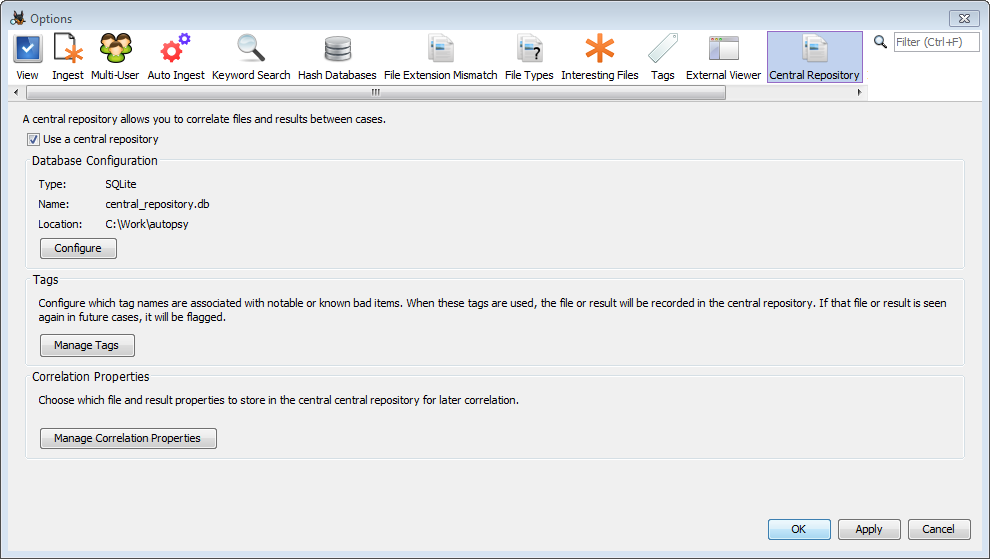 Options
View Ingest Multi-User Auto Ingest Keyword Search Hash Databases File Extension Mismatch File Types Interesting Files Tags External Viewer Central Repository Filter (Ctrl+F)
A central repository allows you to correlate files and results between cases.
Use a central repository
Database Configuration
Type: SQLite
Name: central_repository.db
Location: C:\Work\autopsy
Configure
Tags
Configure which tag names are associated with notable or known bad items. When these tags are used, the file or result will be recorded in the central repository. If that file or result is seen
again in future cases, it will be flagged.
Manage Tags
Correlation Properties
Choose which file and result properties to store in the central central repository for later correlation.
Manage Correlation Properties
OK Apply Cancel